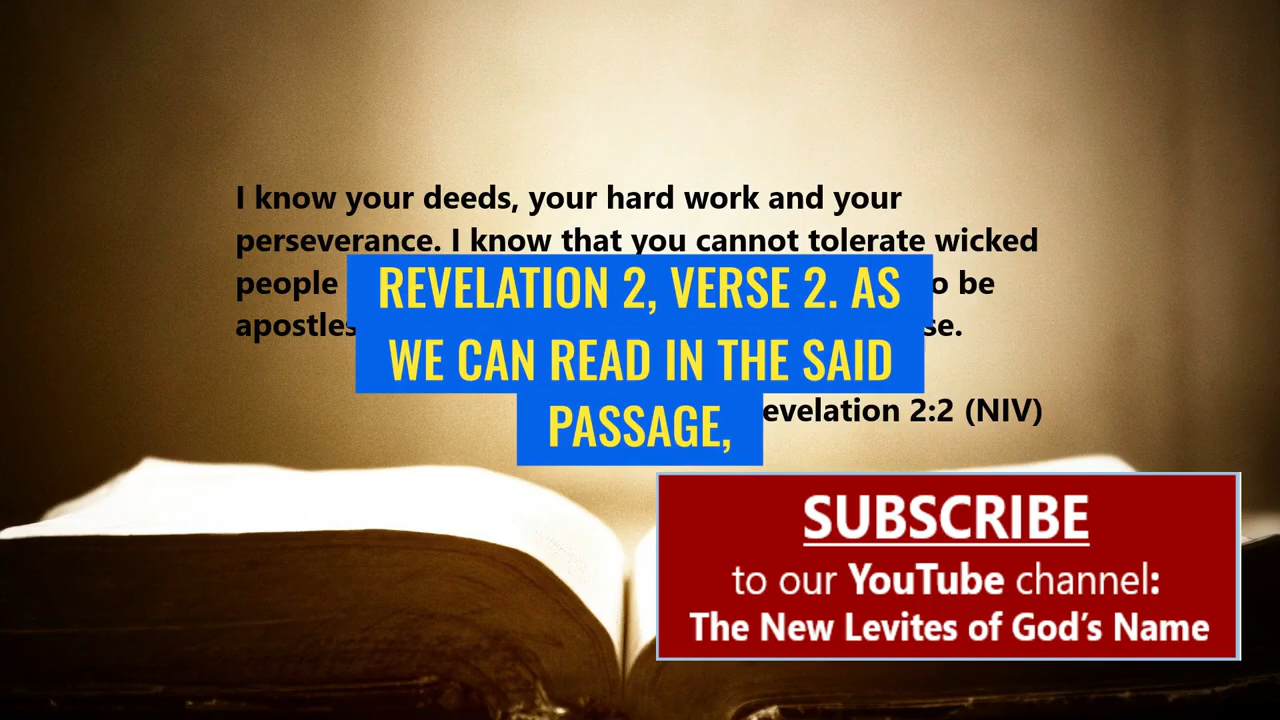 I know your deeds, your hard work and your
perseverance. I know that you cannot tolerate wicked
people be
apostles
evelation 2:2 (NIV)
REVELATION 2, VERSE 2. AS
WE CAN READ IN THE SAID
PASSAGE,
SUBSCRIBE
to our YouTube channel:
The New Levites of God's Name